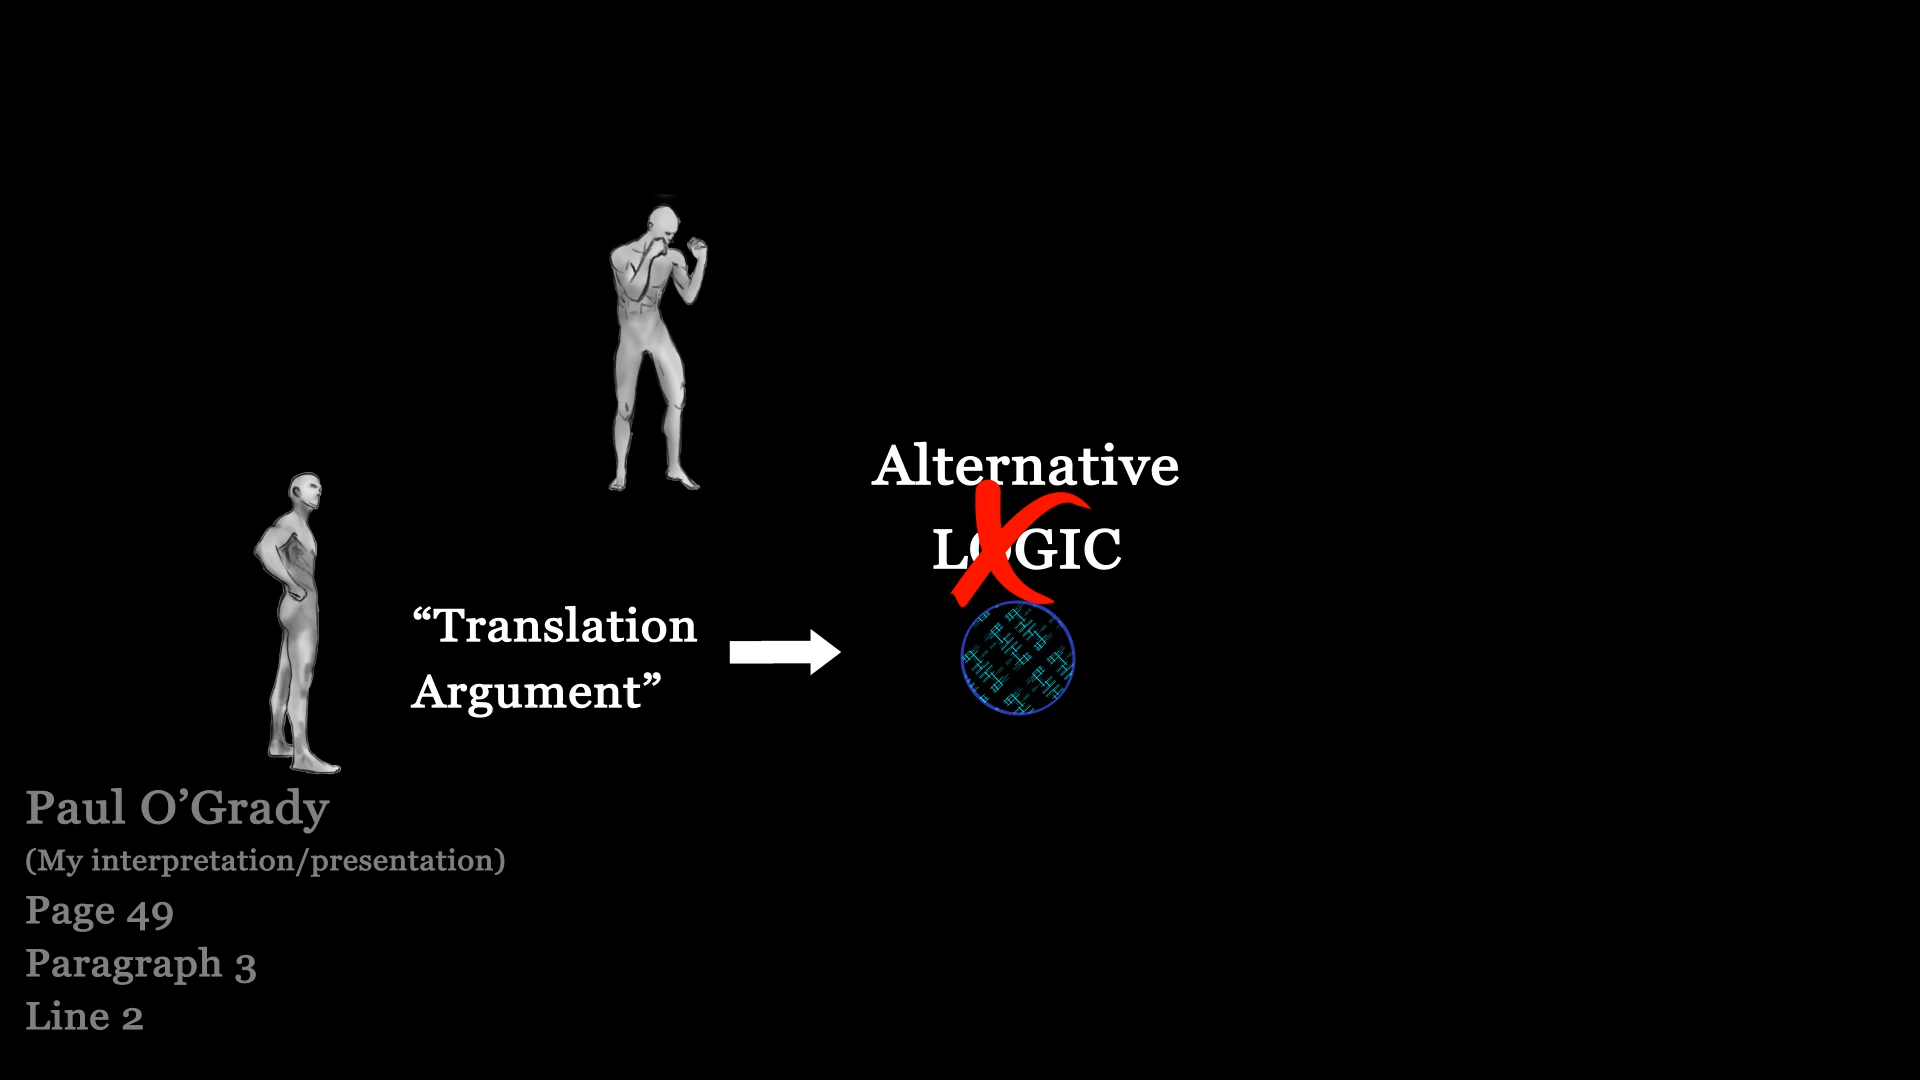 Alternative
LOGIC
“Translation
Argument”
Paul O’Grady
(My interpretation/presentation)
Page 49
Paragraph 3
Line 2